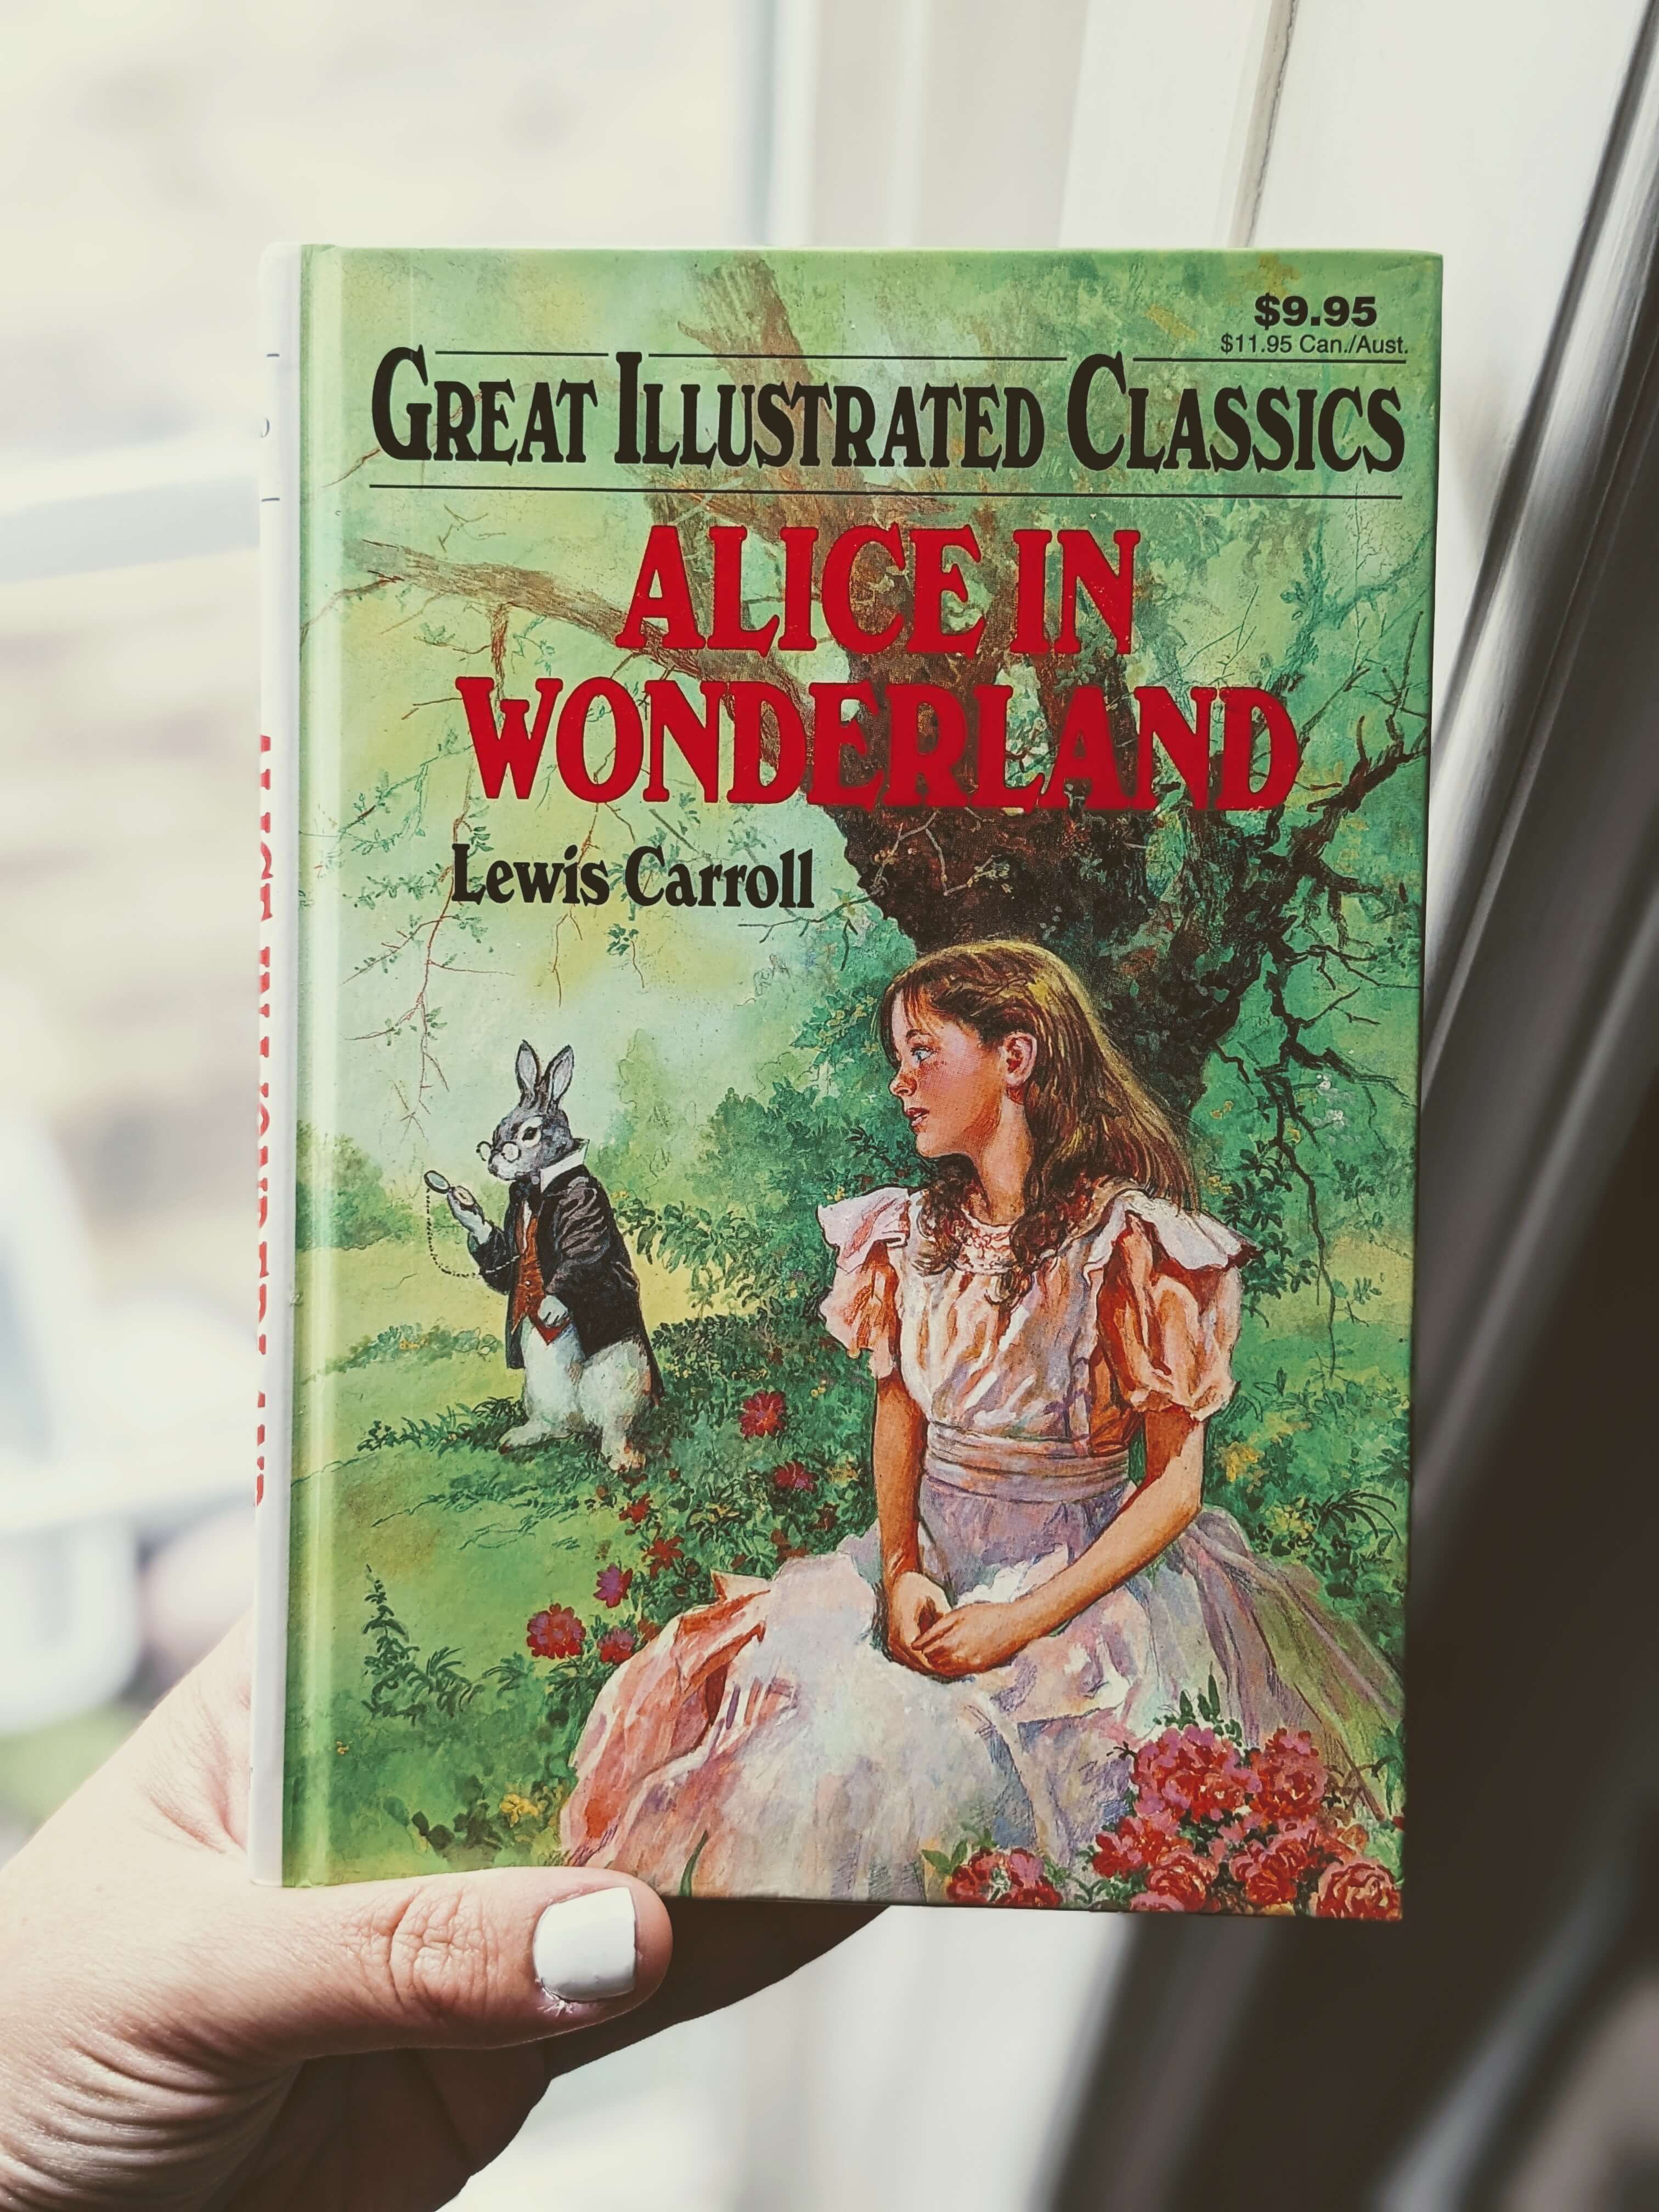 $9.95
$11.95 Can./Aust.
GREAT ILLUSTRATED CLASSICS
ALICE IN
WONDERLAND
Lewis Carroll